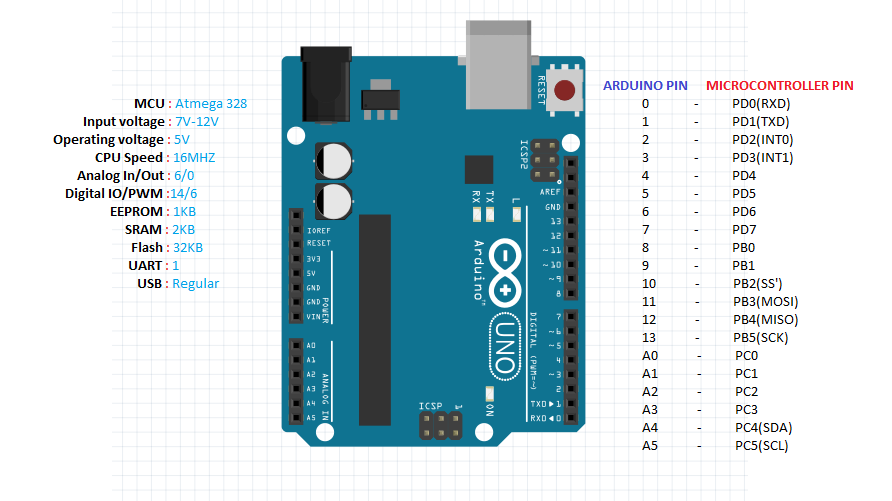 MCU : Atmega 328
Input voltage : 7V-12V
Operating voltage : 5V
CPU Speed : 16MHZ
Analog In/Out : 6/0
Digital IO/PWM :14/6
EEPROM : 1KB
SRAM : 2KB
Flash : 32KB
UART : 1
USB : Regular
RESET
ICSP2
AREF
GND
13
12
~11
~10
~9
8
7
~6
~5
4
~3
2
TXD▶1
RXD◀0
DIGITAL (PWM=~)
RX
TX
L
Arduino™
UNO
ON
IOREF
RESET
3V3
5V
GND
GND
VIN
POWER
A0
A1
A2
A3
A4
A5
ANALOG IN
ICSP
1
ARDUINO PIN MICROCONTROLLER PIN
0 - PD0(RXD)
1 - PD1(TXD)
2 - PD2(INT0)
3 - PD3(INT1)
4 - PD4
5 - PD5
6 - PD6
7 - PD7
8 - PB0
9 - PB1
10 - PB2(SS')
11 - PB3(MOSI)
12 - PB4(MISO)
13 - PB5(SCK)
A0 - PC0
A1 - PC1
A2 - PC2
A3 - PC3
A4 - PC4(SDA)
A5 - PC5(SCL)